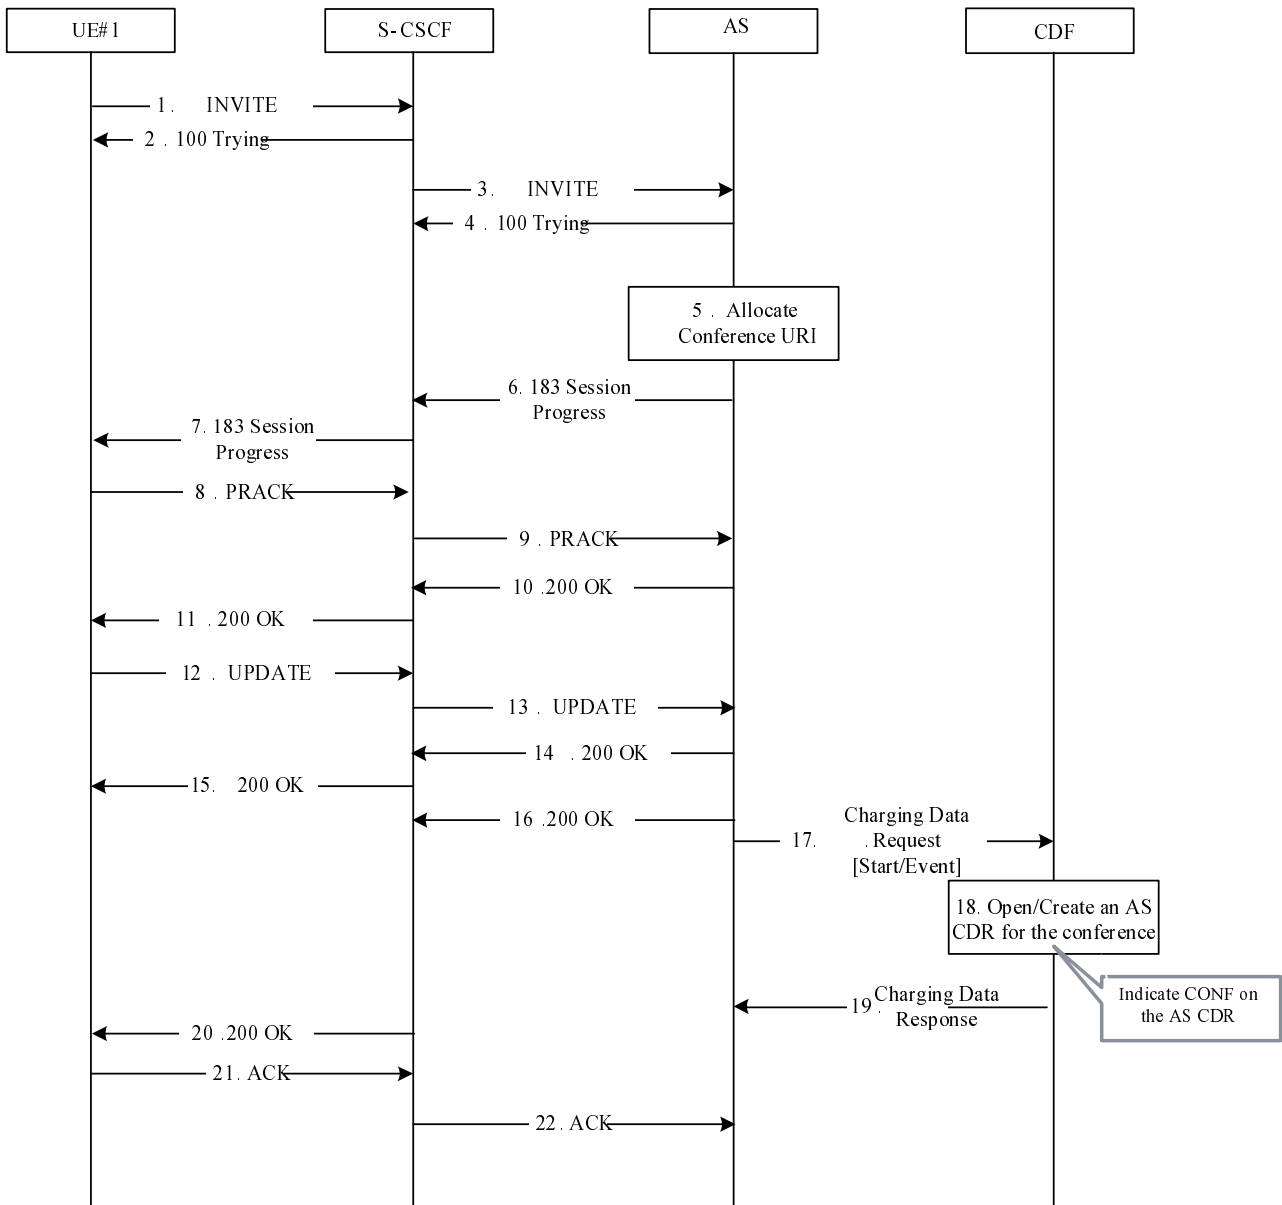 UE#1
S-CSCF
AS
CDF
1. INVITE
2. 100 Trying
3. INVITE
4. 100 Trying
5. Allocate
Conference URI
6. 183 Session
Progress
7. 183 Session
Progress
8. PRACK
9. PRACK
10.200 OK
11.200 OK
12. UPDATE
13. UPDATE
14.200 OK
15. 200 OK
16.200 OK
17. Charging Data
.Request
[Start/Event]
18. Open/Create an AS
CDR for the conference
Indicate CONF on
the AS CDR
19. Charging Data
Response
20.200 OK
21. ACK
22. ACK